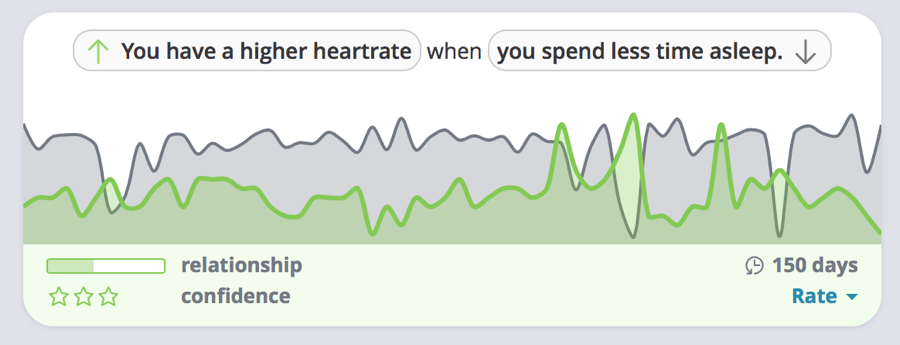 You have a higher heartrate when you spend less time asleep.
relationship 150 days
confidence Rate